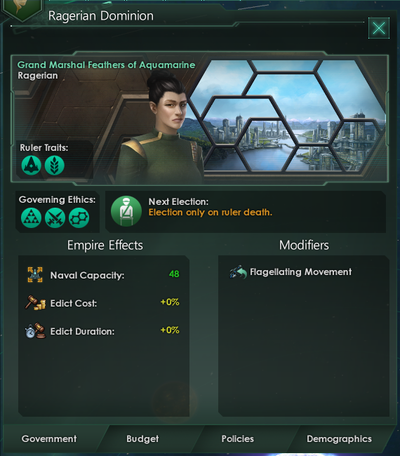 Ragerian Dominion
Grand Marshal Feathers of Aquamarine
Ragerian
Ruler Traits:
Governing Ethics:
Next Election:
Election only on ruler death.
Empire Effects
Naval Capacity: 48
Edict Cost: +0%
Edict Duration: +0%
Modifiers
Flagellating Movement
Government
Budget
Policies
Demographics